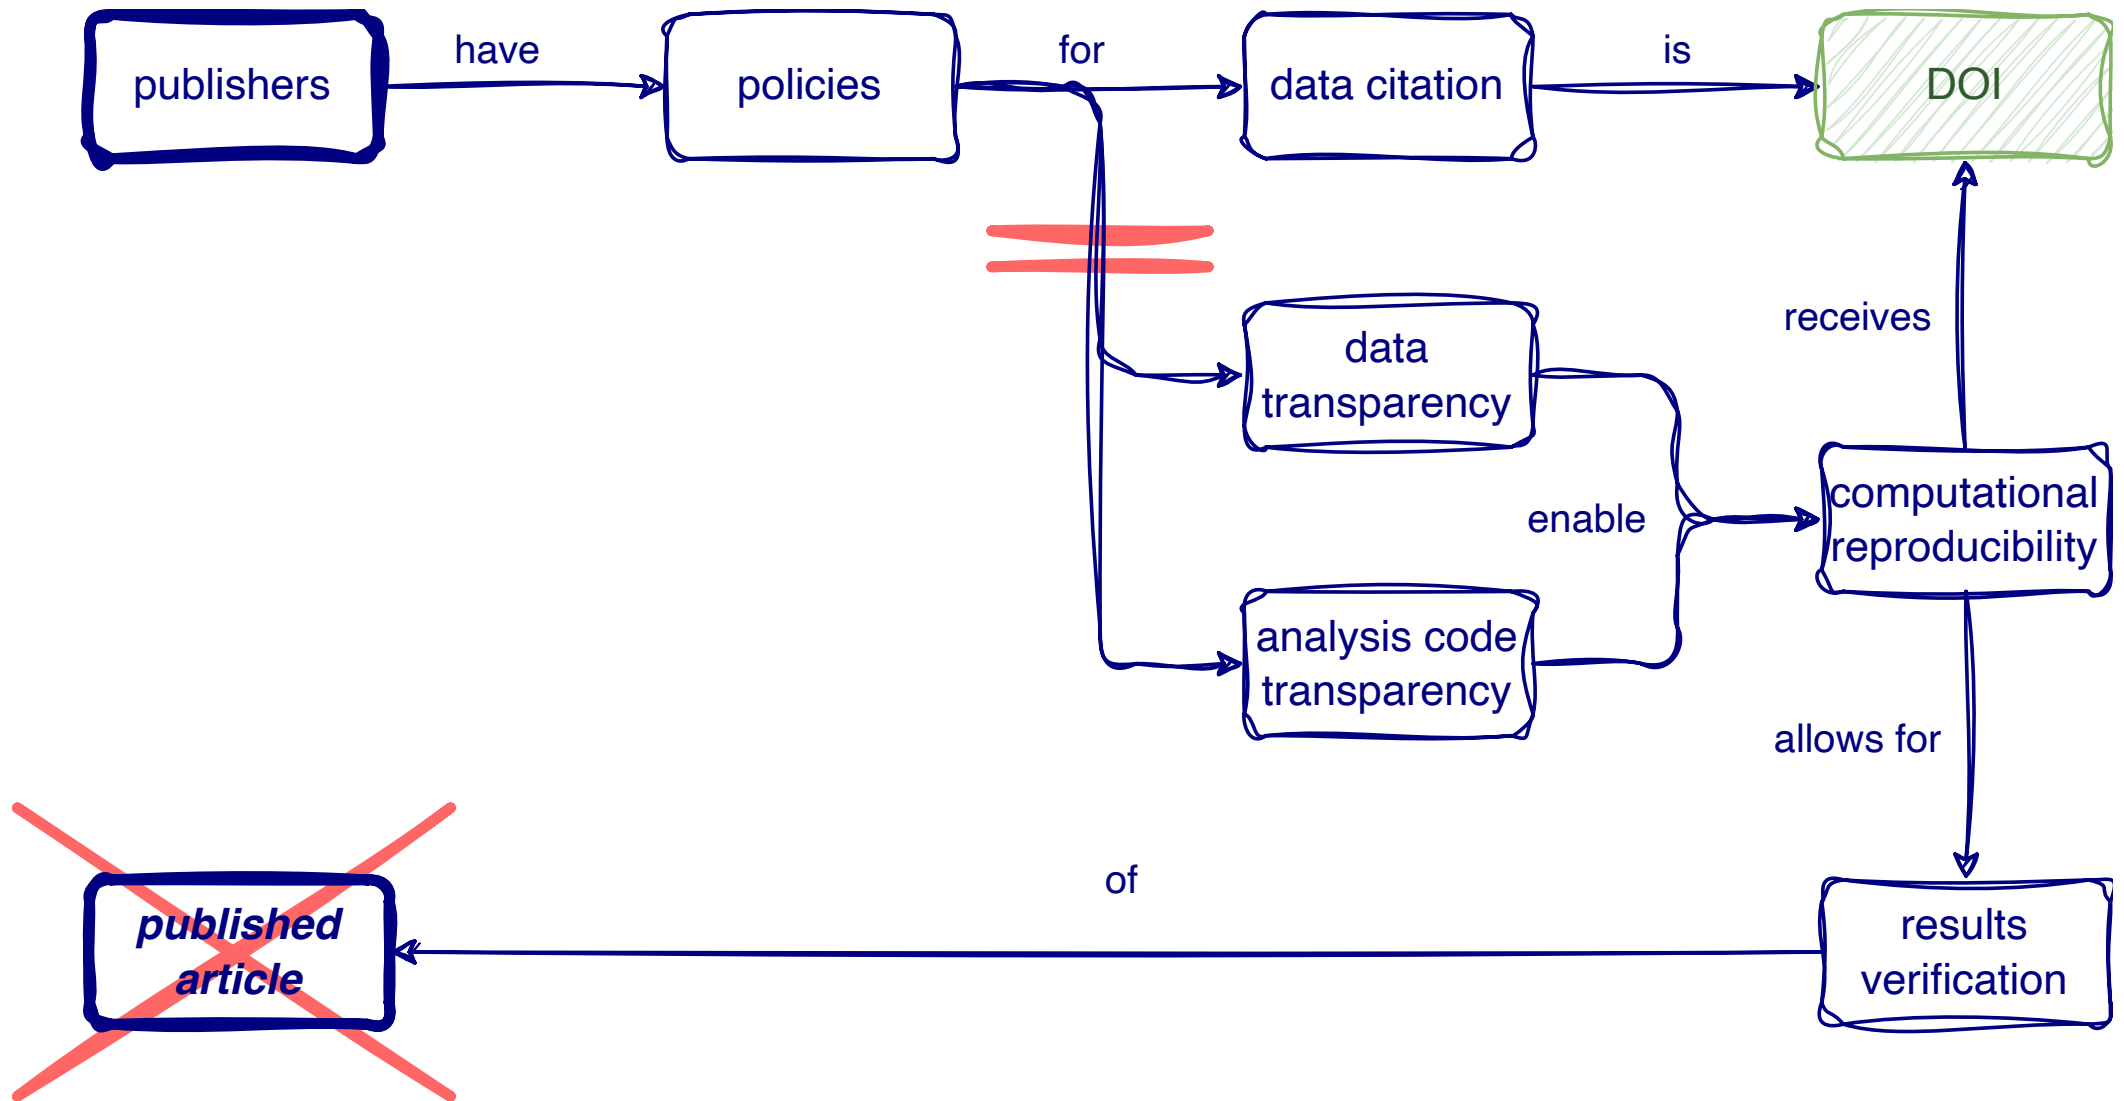 publishers
have
policies
for
data citation
is
DOI
receives
data
transparency
enable
computational
reproducibility
analysis code
transparency
allows for
of
published
article
results
verification